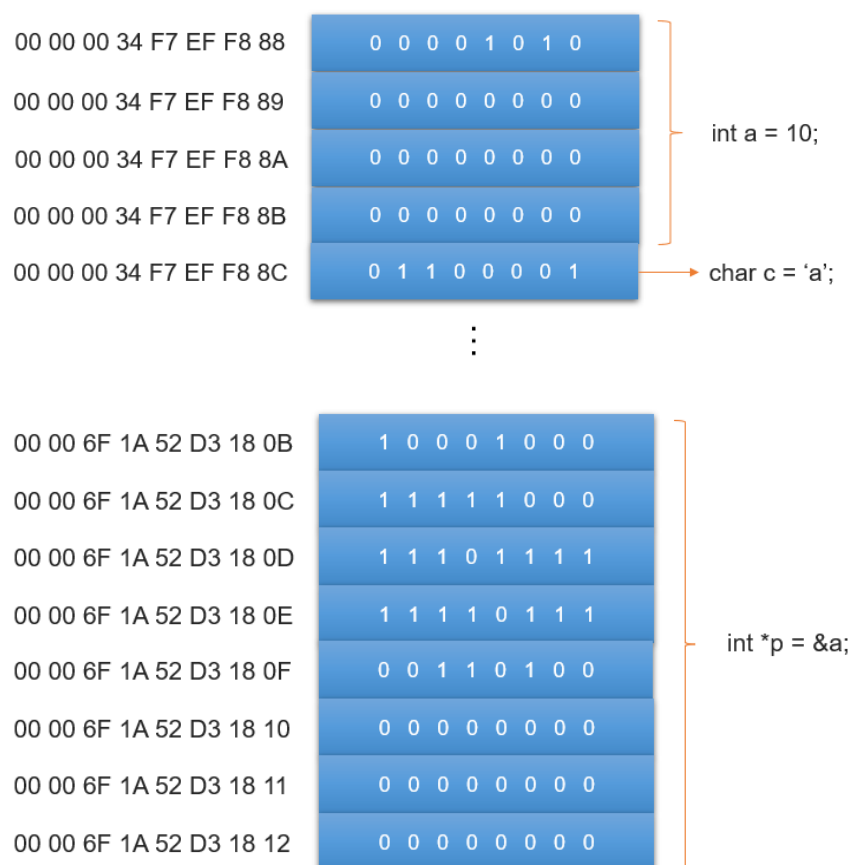 00 00 00 34 F7 EF F8 88 0 0 0 0 1 0 1 0
00 00 00 34 F7 EF F8 89 0 0 0 0 0 0 0 0
int a = 10;
00 00 00 34 F7 EF F8 8A 0 0 0 0 0 0 0 0
00 00 00 34 F7 EF F8 8B 0 0 0 0 0 0 0 0
00 00 00 34 F7 EF F8 8C 0 1 1 0 0 0 0 1 char c = ‘a’;
⋮
00 00 6F 1A 52 D3 18 0B 1 0 0 0 1 0 0 0
00 00 6F 1A 52 D3 18 0C 1 1 1 1 1 0 0 0
00 00 6F 1A 52 D3 18 0D 1 1 1 0 1 1 1 1
00 00 6F 1A 52 D3 18 0E 1 1 1 1 0 1 1 1
int *p = &a;
00 00 6F 1A 52 D3 18 0F 0 0 1 1 0 1 0 0
00 00 6F 1A 52 D3 18 10 0 0 0 0 0 0 0 0
00 00 6F 1A 52 D3 18 11 0 0 0 0 0 0 0 0
00 00 6F 1A 52 D3 18 12 0 0 0 0 0 0 0 0